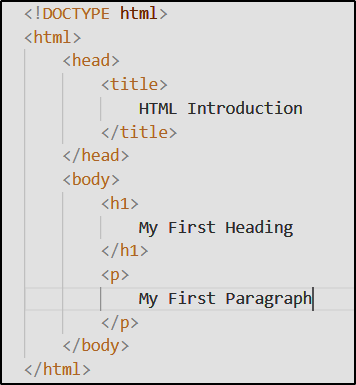 <!DOCTYPE html>
<html>
<head>
<title>
HTML Introduction
</title>
</head>
<body>
<h1>
My First Heading
</h1>
<p>
My First Paragraph
</p>
</body>
</html>